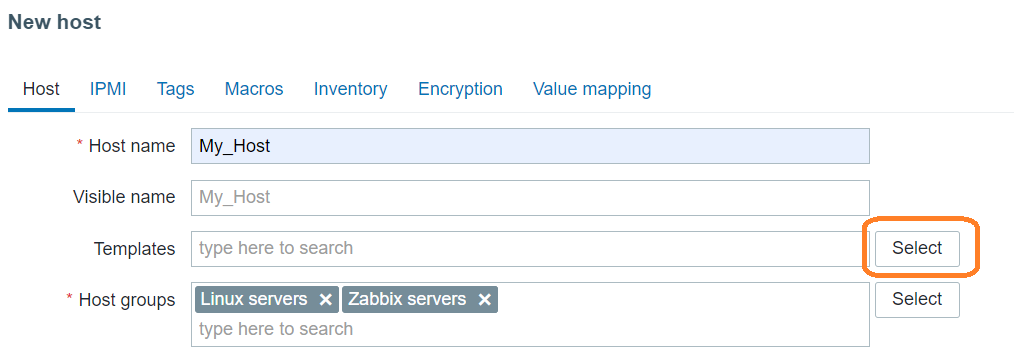 New host
Host IPMI Tags Macros Inventory Encryption Value mapping
* Host name My_Host
Visible name My_Host
Templates type here to search Select
* Host groups Linux servers × Zabbix servers × Select
type here to search